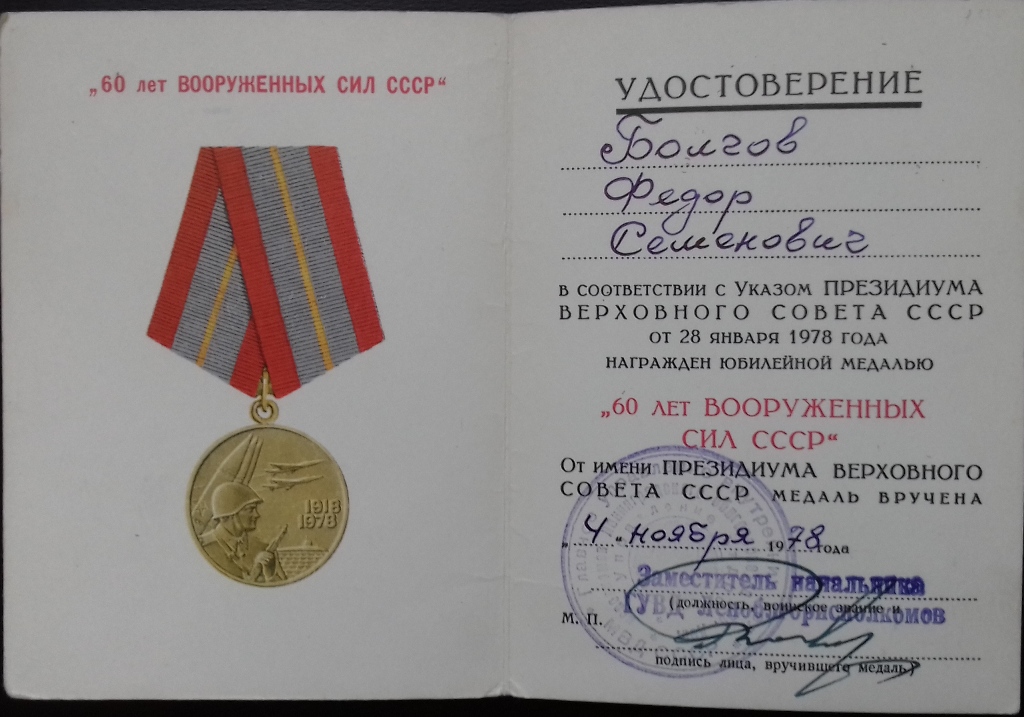 „60 лет ВООРУЖЕННЫХ СИЛ СССР“
1918
1978
УДОСТОВЕРЕНИЕ
Болгов
Федор
Семенович
в соответствии с Указом ПРЕЗИДИУМА
ВЕРХОВНОГО СОВЕТА СССР
от 28 января 1978 года
награжден юбилейной медалью
„60 лет ВООРУЖЕННЫХ
СИЛ СССР“
От имени ПРЕЗИДИУМА ВЕРХОВНОГО
СОВЕТА СССР медаль вручена
„4“ ноября 1978 года
Заместитель начальника
(должность, воинское звание и
ГУВД Леноблгорисполкомов
М. П.
подпись лица, вручившего медаль)